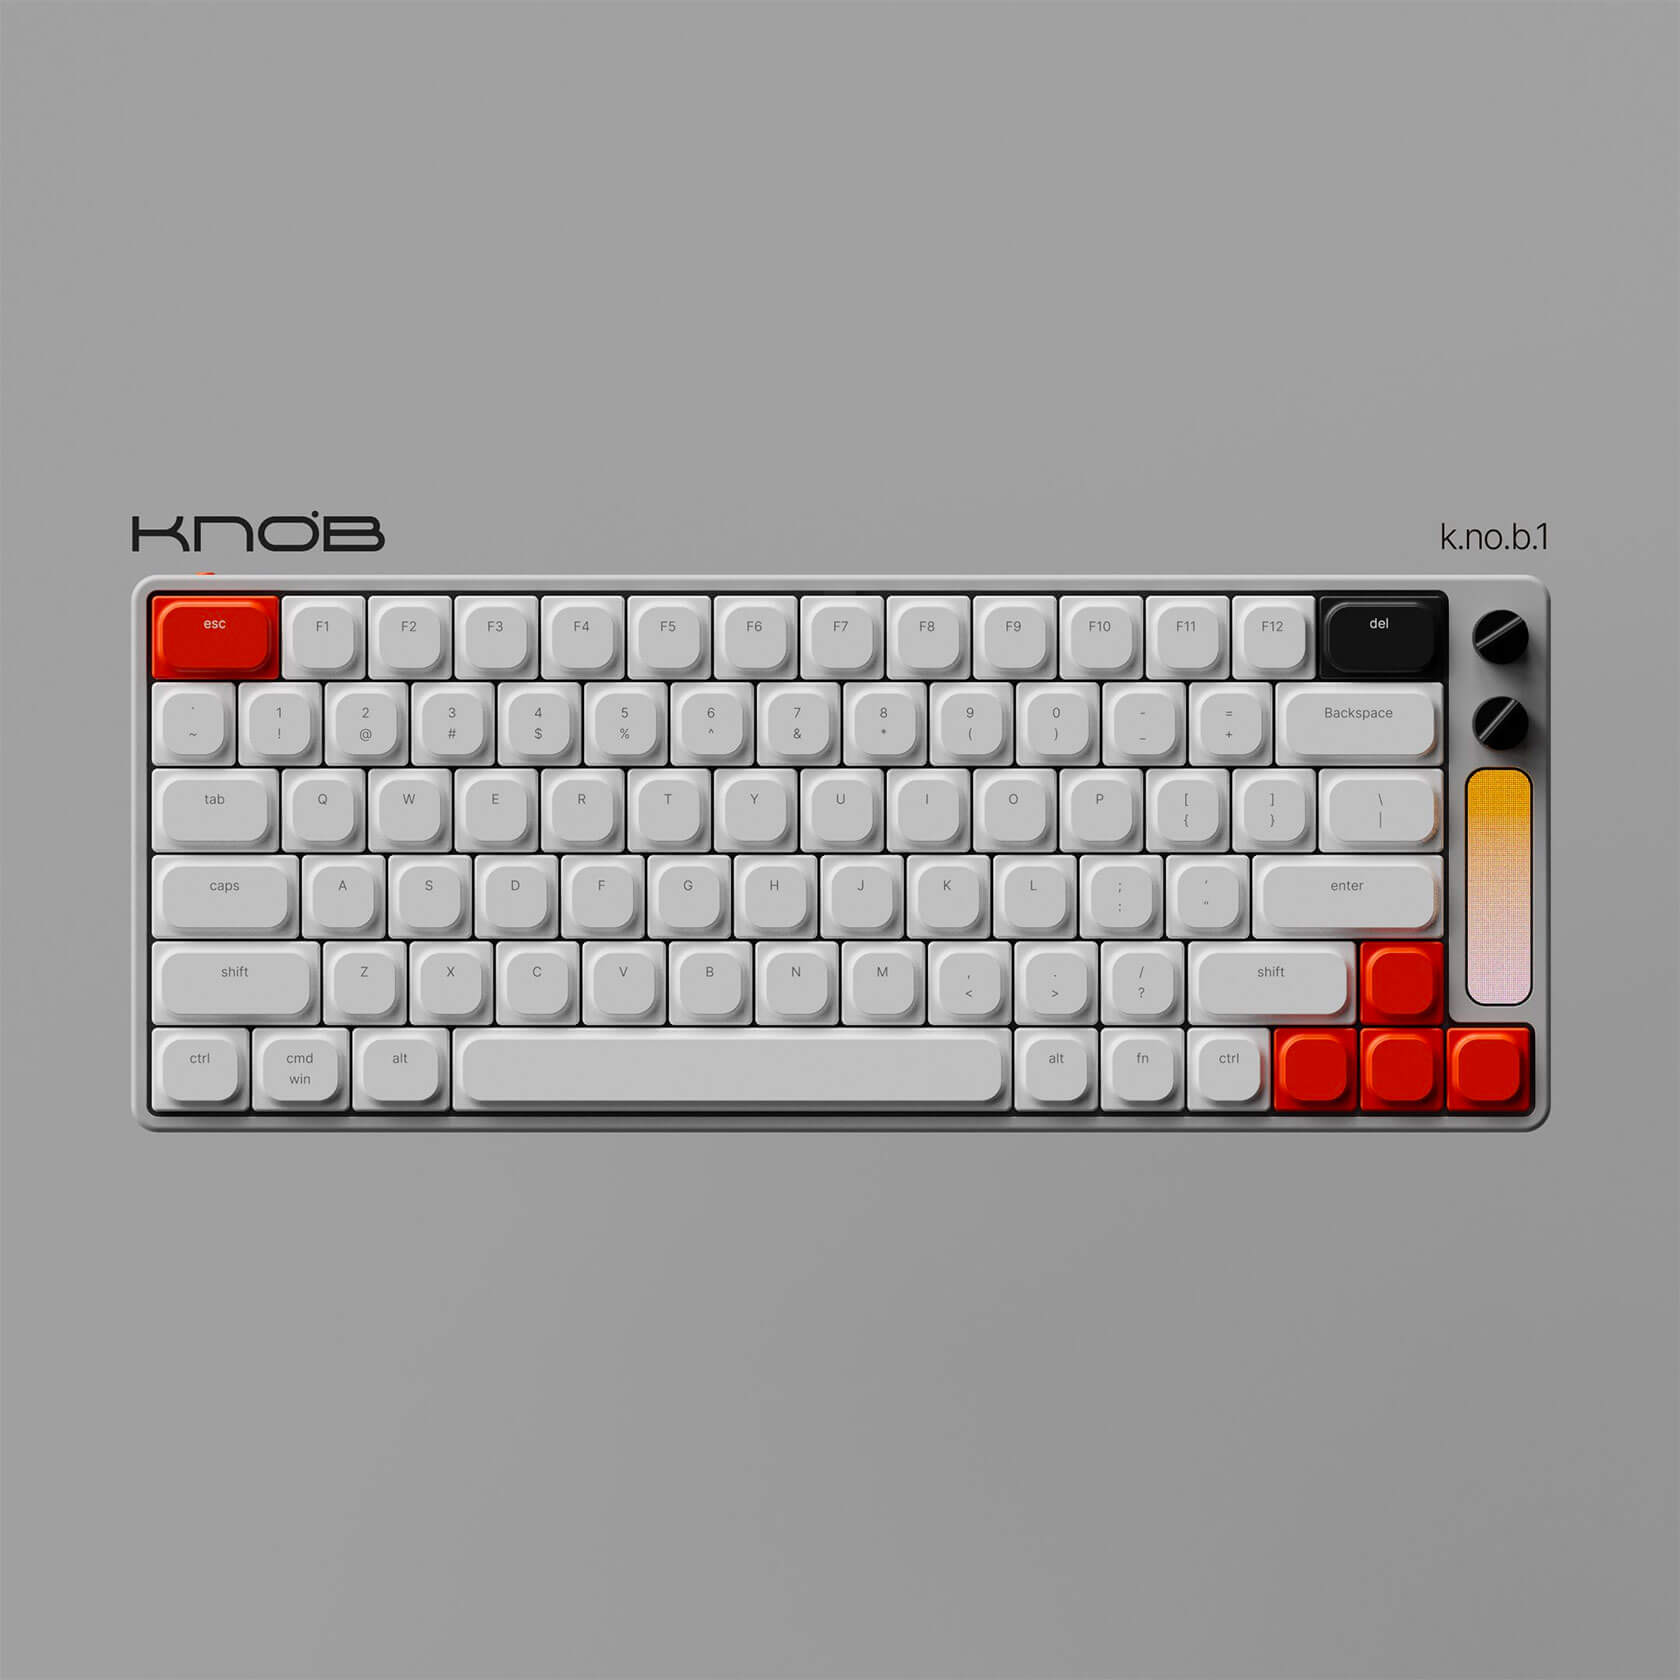 KNOB
k.no.b.1
esc F1 F2 F3 F4 F5 F6 F7 F8 F9 F10 F11 F12 del
` 1 2 3 4 5 6 7 8 9 0 - = Backspace
~ ! @ # $ % ^ & * ( ) _ +
tab Q W E R T Y U I O P [ ] \
{ } |
caps A S D F G H J K L ; ' enter
: "
shift Z X C V B N M , . / shift
< > ?
ctrl cmd alt alt fn ctrl
win